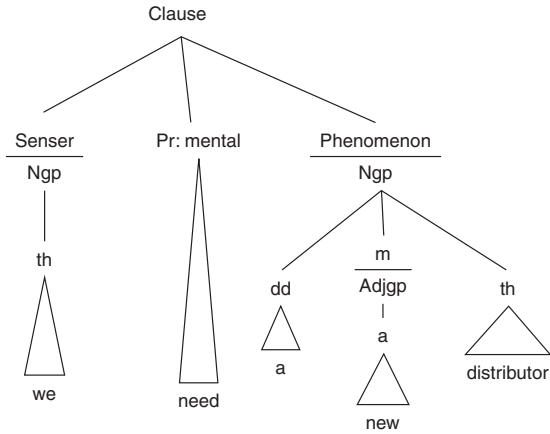 Clause
Senser Pr: mental Phenomenon
Ngp Ngp
th m
dd Adjgp th
a
a distributor
we need new